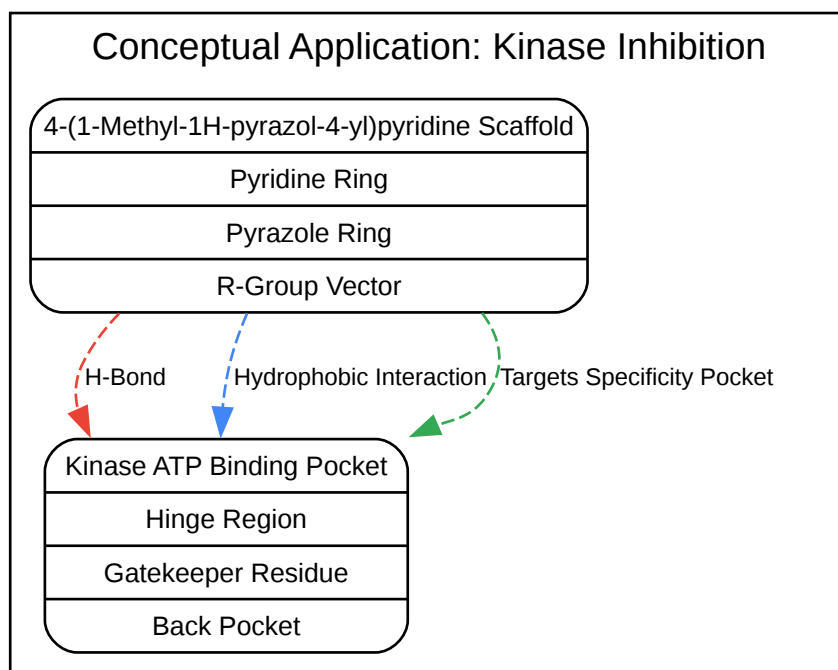 Conceptual Application: Kinase Inhibition
4-(1-Methyl-1H-pyrazol-4-yl)pyridine Scaffold
Pyridine Ring
Pyrazole Ring
R-Group Vector
H-Bond
Hydrophobic Interaction
Targets Specificity Pocket
Kinase ATP Binding Pocket
Hinge Region
Gatekeeper Residue
Back Pocket